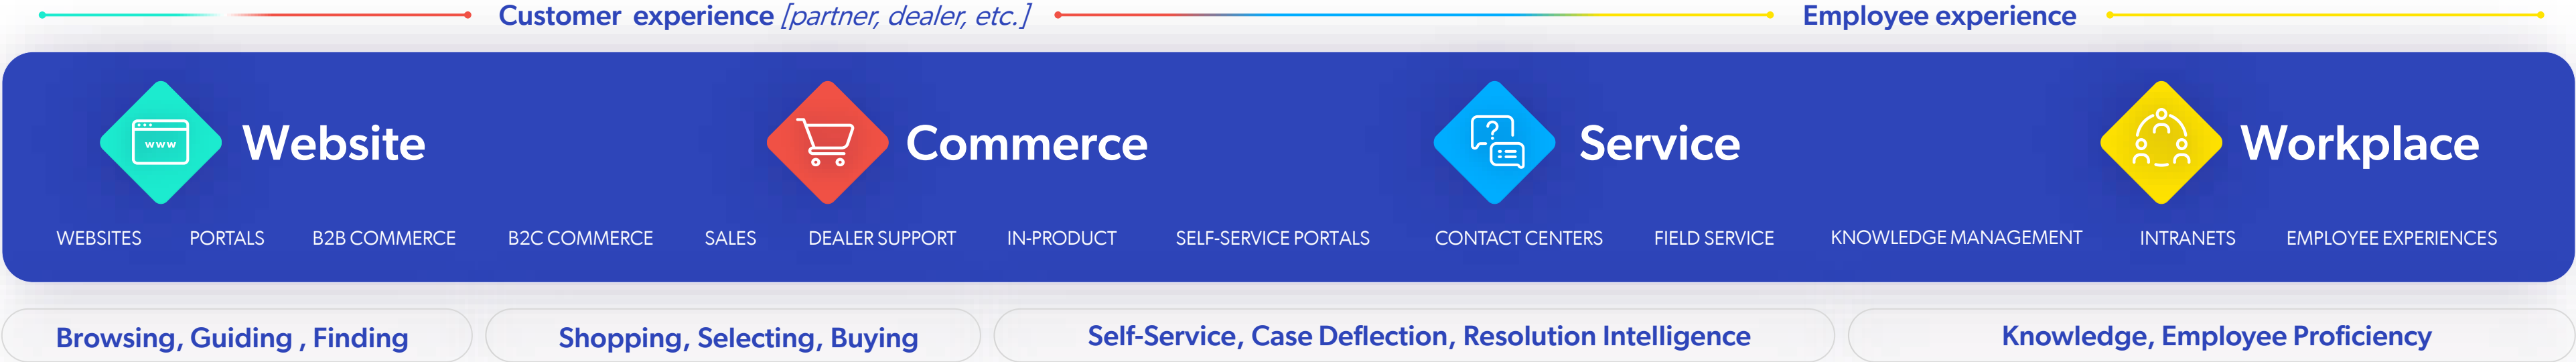 Customer experience [partner, dealer, etc.] Employee experience
www Website Commerce ? Service Workplace
WEBSITES PORTALS B2B COMMERCE B2C COMMERCE SALES DEALER SUPPORT IN-PRODUCT SELF-SERVICE PORTALS CONTACT CENTERS FIELD SERVICE KNOWLEDGE MANAGEMENT INTRANETS EMPLOYEE EXPERIENCES
Browsing, Guiding , Finding Shopping, Selecting, Buying Self-Service, Case Deflection, Resolution Intelligence Knowledge, Employee Proficiency